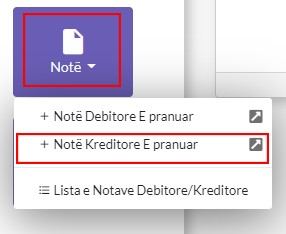 Notë
+ Notë Debitore E pranuar
+ Notë Kreditore E pranuar
Lista e Notave Debitore/Kreditore